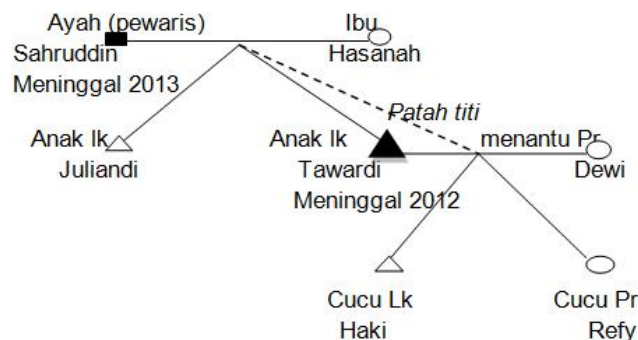 Ayah (pewaris) Ibu
Sahruddin Hasanah
Meninggal 2013
Patah titi
Anak lk Anak lk menantu Pr
Juliandi Tawardi Dewi
Meninggal 2012
Cucu Lk Cucu Pr
Haki Refy